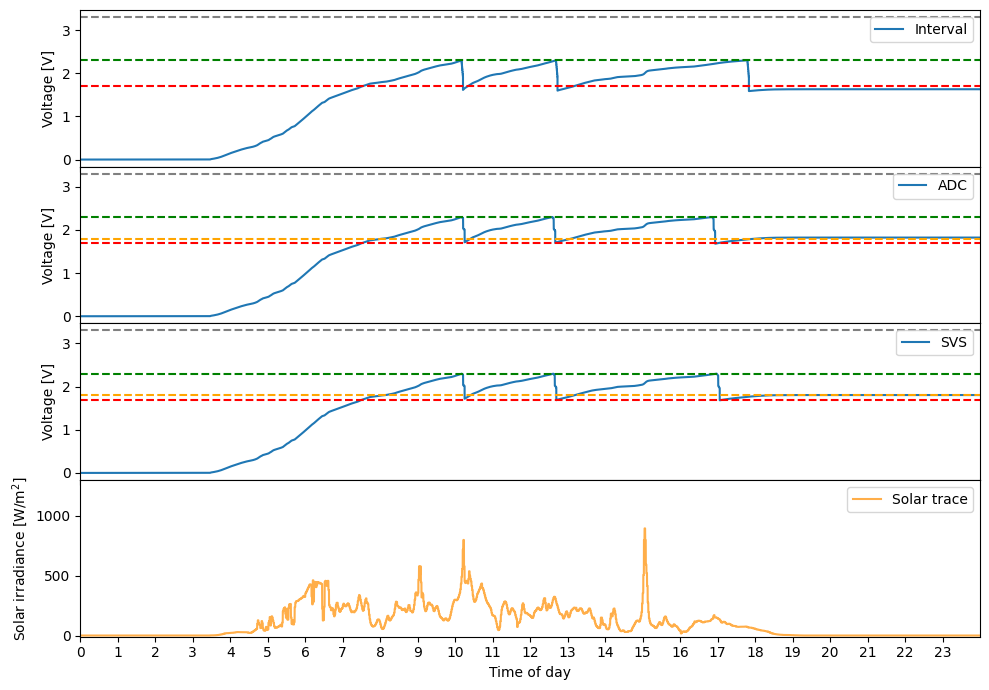 Voltage [V]
3
2
1
0
Interval
Voltage [V]
3
2
1
0
ADC
Voltage [V]
3
2
1
0
SVS
Solar irradiance [W/m²]
1000
500
0
Solar trace
0 1 2 3 4 5 6 7 8 9 10 11 12 13 14 15 16 17 18 19 20 21 22 23
Time of day